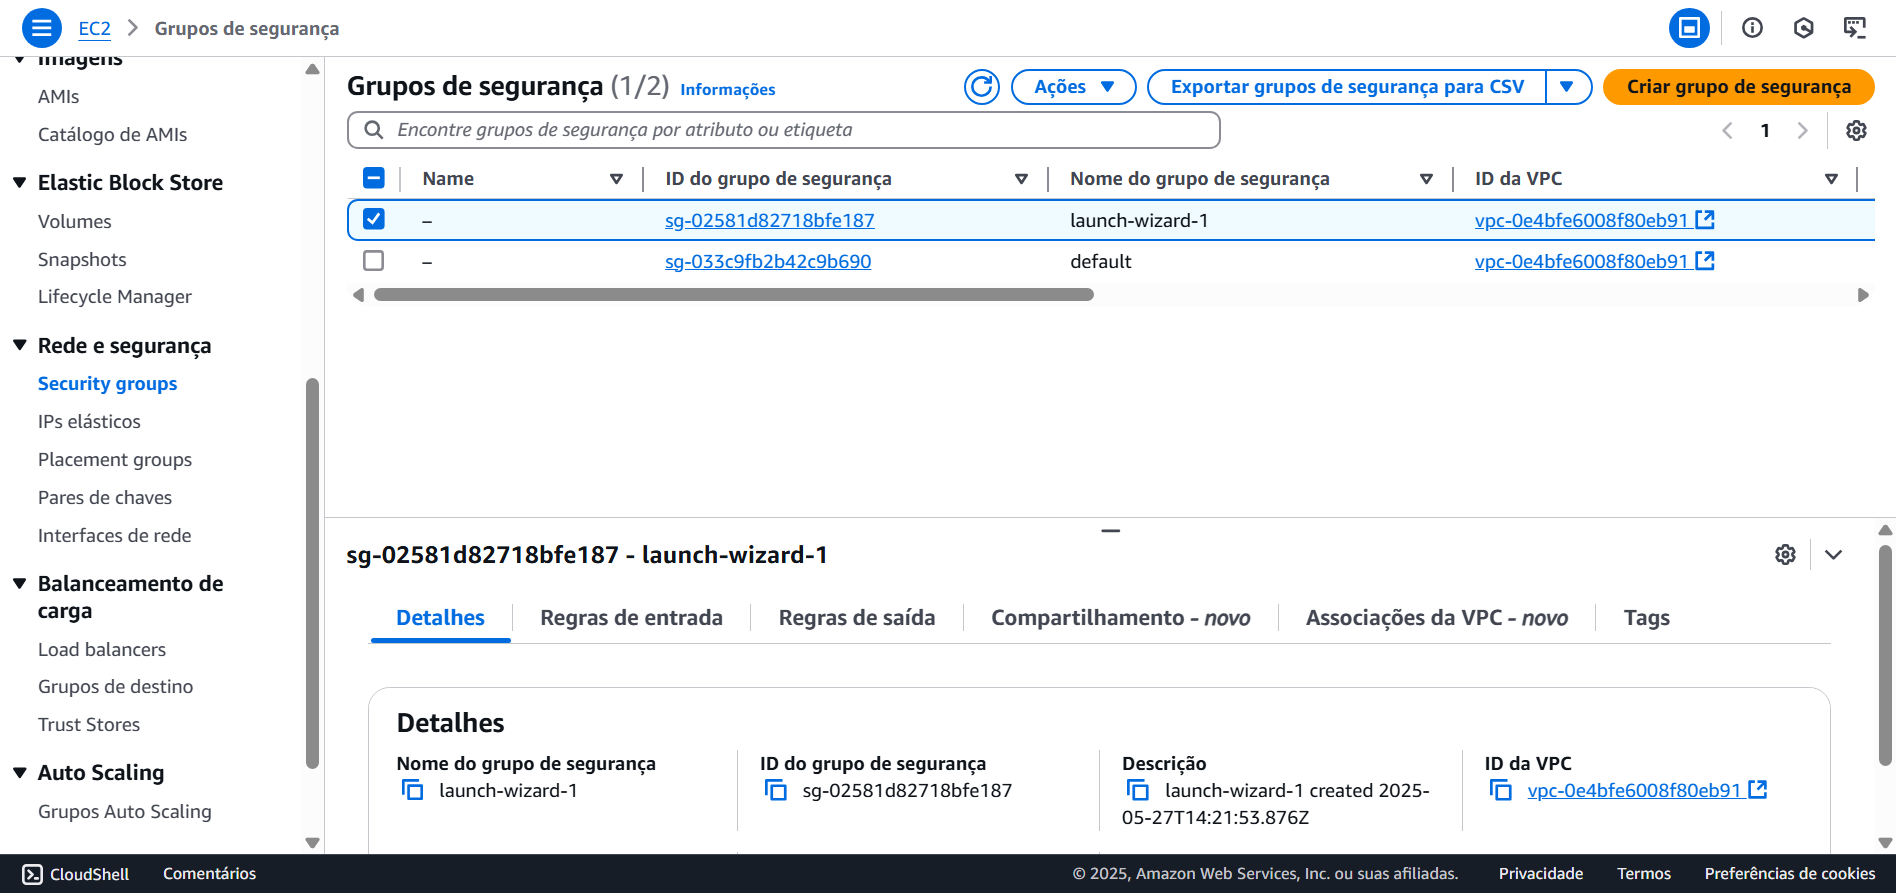 EC2 > Grupos de segurança
Imagens
AMIs
Catálogo de AMIs
Elastic Block Store
Volumes
Snapshots
Lifecycle Manager
Rede e segurança
Security groups
IPs elásticos
Placement groups
Pares de chaves
Interfaces de rede
Balanceamento de
carga
Load balancers
Grupos de destino
Trust Stores
Auto Scaling
Grupos Auto Scaling
Grupos de segurança (1/2) Informações
Ações
Exportar grupos de segurança para CSV
Criar grupo de segurança
Encontre grupos de segurança por atributo ou etiqueta
1
Name ID do grupo de segurança Nome do grupo de segurança ID da VPC
– sg-02581d82718bfe187 launch-wizard-1 vpc-0e4bfe6008f80eb91
– sg-033c9fb2b42c9b690 default vpc-0e4bfe6008f80eb91
sg-02581d82718bfe187 - launch-wizard-1
Detalhes Regras de entrada Regras de saída Compartilhamento - novo Associações da VPC - novo Tags
Detalhes
Nome do grupo de segurança
launch-wizard-1
ID do grupo de segurança
sg-02581d82718bfe187
Descrição
launch-wizard-1 created 2025-
05-27T14:21:53.876Z
ID da VPC
vpc-0e4bfe6008f80eb91
CloudShell Comentários © 2025, Amazon Web Services, Inc. ou suas afiliadas. Privacidade Termos Preferências de cookies